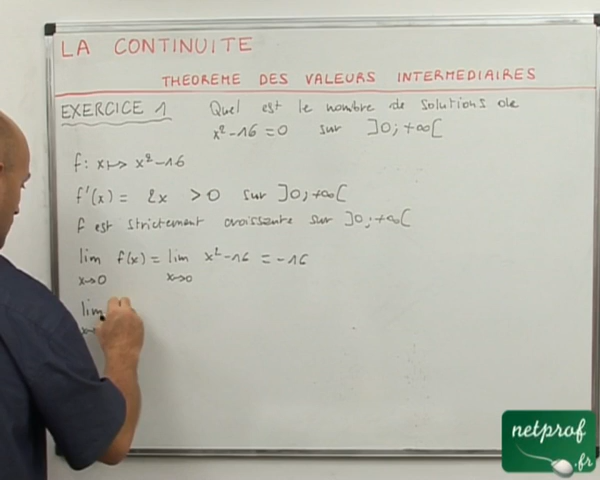 LA CONTINUITE
THEOREME DES VALEURS INTERMEDIAIRES
EXERCICE 1 Quel est le nombre de solutions de
x²-16=0 sur ]0;+∞[
f: x↦x²-16
f'(x) = 2x >0 sur ]0;+∞[
f est strictement croissante sur ]0;+∞[
lim f(x) = lim x²-16 = -16
x→0 x→0
lim
netprof
.fr